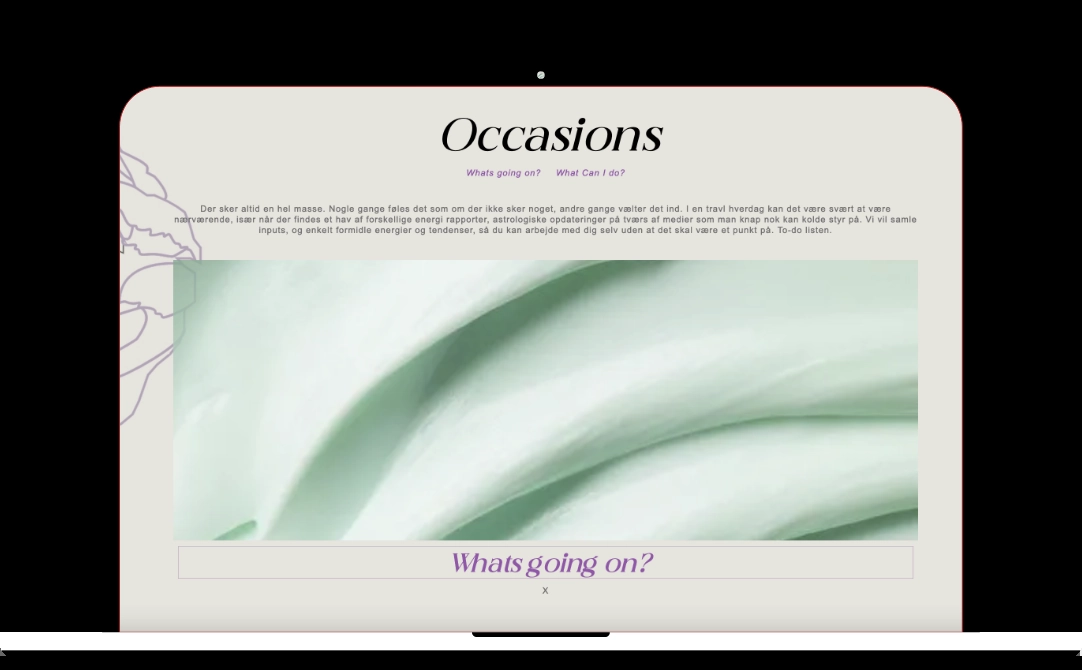 Occasions
Whats going on? What Can I do?
Der sker altid en hel masse. Nogle gange føles det som om der ikke sker noget, andre gange vælter det ind. I en travl hverdag kan det være svært at være
nærværende, især når der findes et hav af forskellige energi rapporter, astrologiske opdateringer på tværs af medier som man knap nok kan kolde styr på. Vi vil samle
inputs, og enkelt formidle energier og tendenser, så du kan arbejde med dig selv uden at det skal være et punkt på. To-do listen.
Whats going on?
X